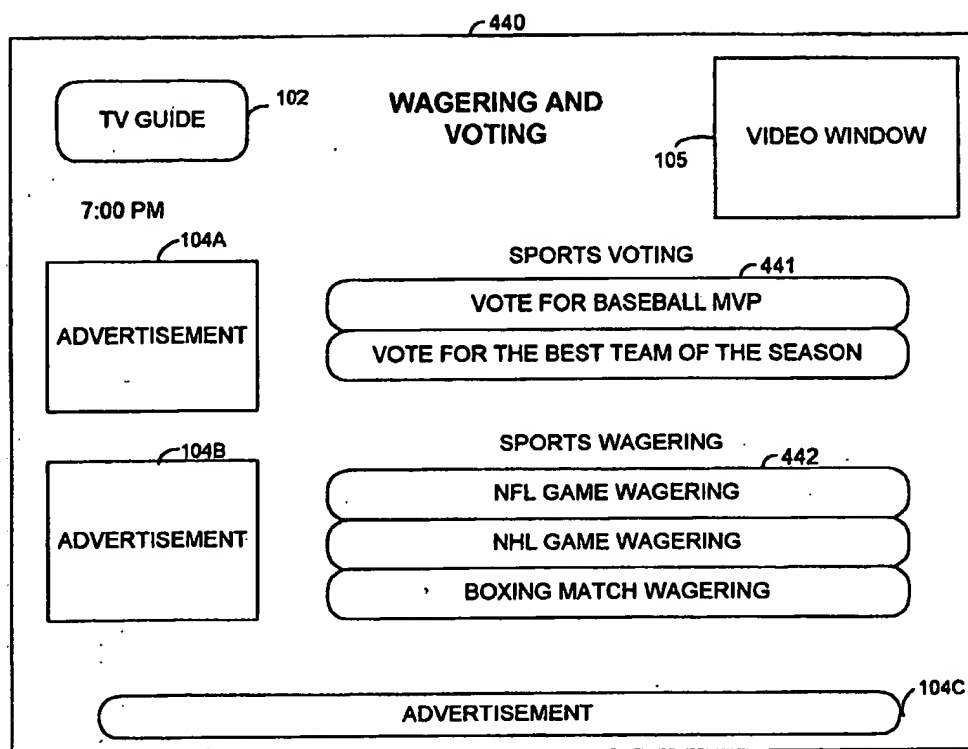 440
TV GUIDE
102
WAGERING AND
VOTING
VIDEO WINDOW
105
7:00 PM
104A
ADVERTISEMENT
SPORTS VOTING
441
VOTE FOR BASEBALL MVP
VOTE FOR THE BEST TEAM OF THE SEASON
104B
ADVERTISEMENT
SPORTS WAGERING
442
NFL GAME WAGERING
NHL GAME WAGERING
BOXING MATCH WAGERING
104C
ADVERTISEMENT